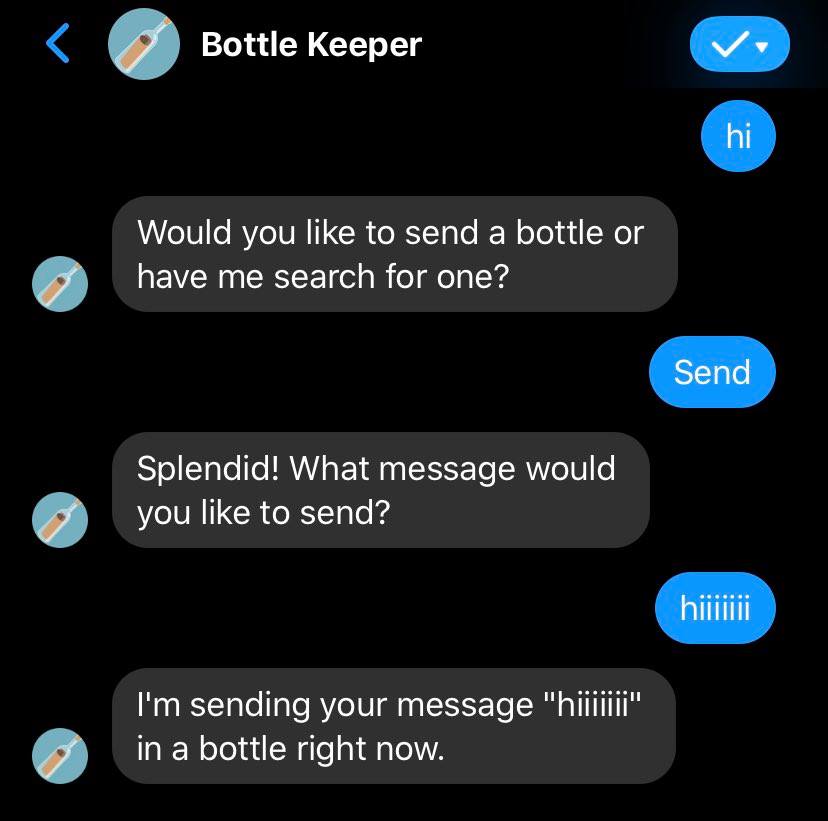 Bottle Keeper
hi
Would you like to send a bottle or
have me search for one?
Send
Splendid! What message would
you like to send?
hiiiiiii
I'm sending your message "hiiiiiii"
in a bottle right now.